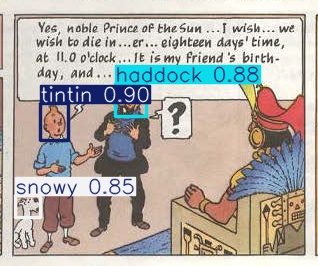 Yes, noble Prince of the Sun ... I wish... we
wish to die in...er... eighteen days' time,
at 11.0 o'clock... It is my friend's birth-
day, and...
haddock 0.88
tintin 0.90
?
snowy 0.85